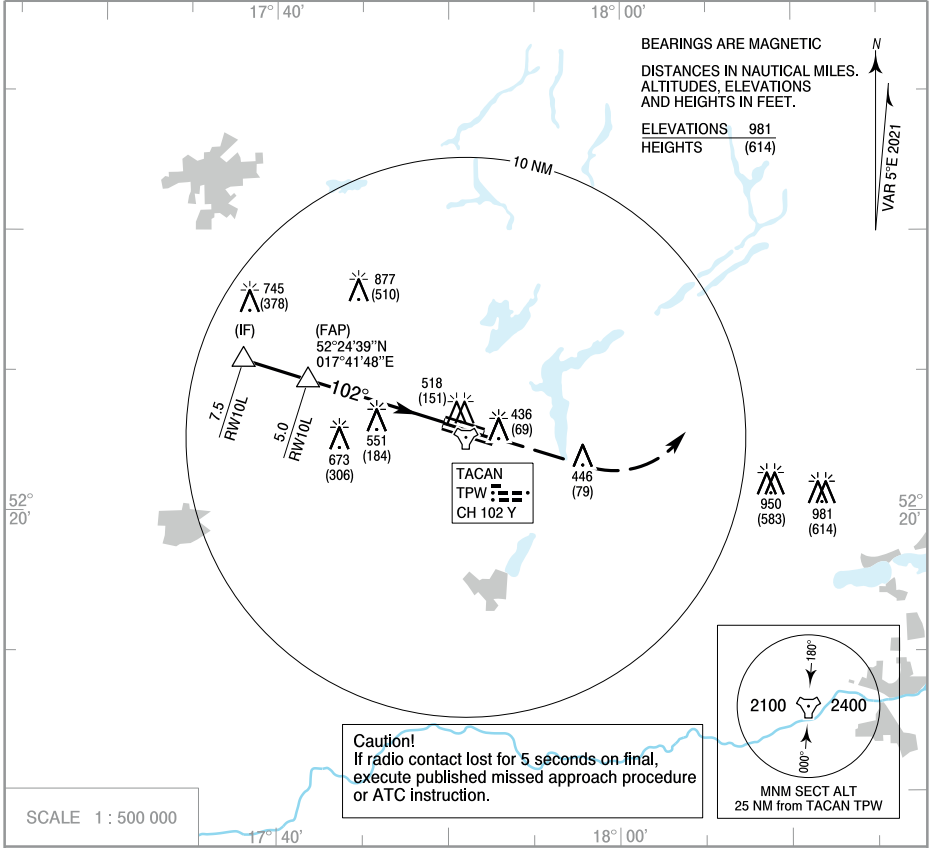 17°40'
18°00'
BEARINGS ARE MAGNETIC
DISTANCES IN NAUTICAL MILES.
ALTITUDES, ELEVATIONS
AND HEIGHTS IN FEET.
ELEVATIONS 981
HEIGHTS (614)
N
VAR 5°E 2021
10 NM
745
(378)
877
(510)
(IF)
(FAP)
52°24'39"N
017°41'48"E
102°
7.5
RW10L
5.0
RW10L
673
(306)
551
(184)
518
(151)
436
(69)
446
(79)
TACAN
TPW
CH 102 Y
950
(583)
981
(614)
52°
20'
52°
20'
180°
2100
2400
000°
MNM SECT ALT
25 NM from TACAN TPW
Caution!
If radio contact lost for 5 seconds on final,
execute published missed approach procedure
or ATC instruction.
SCALE 1 : 500 000
17°40'
18°00'